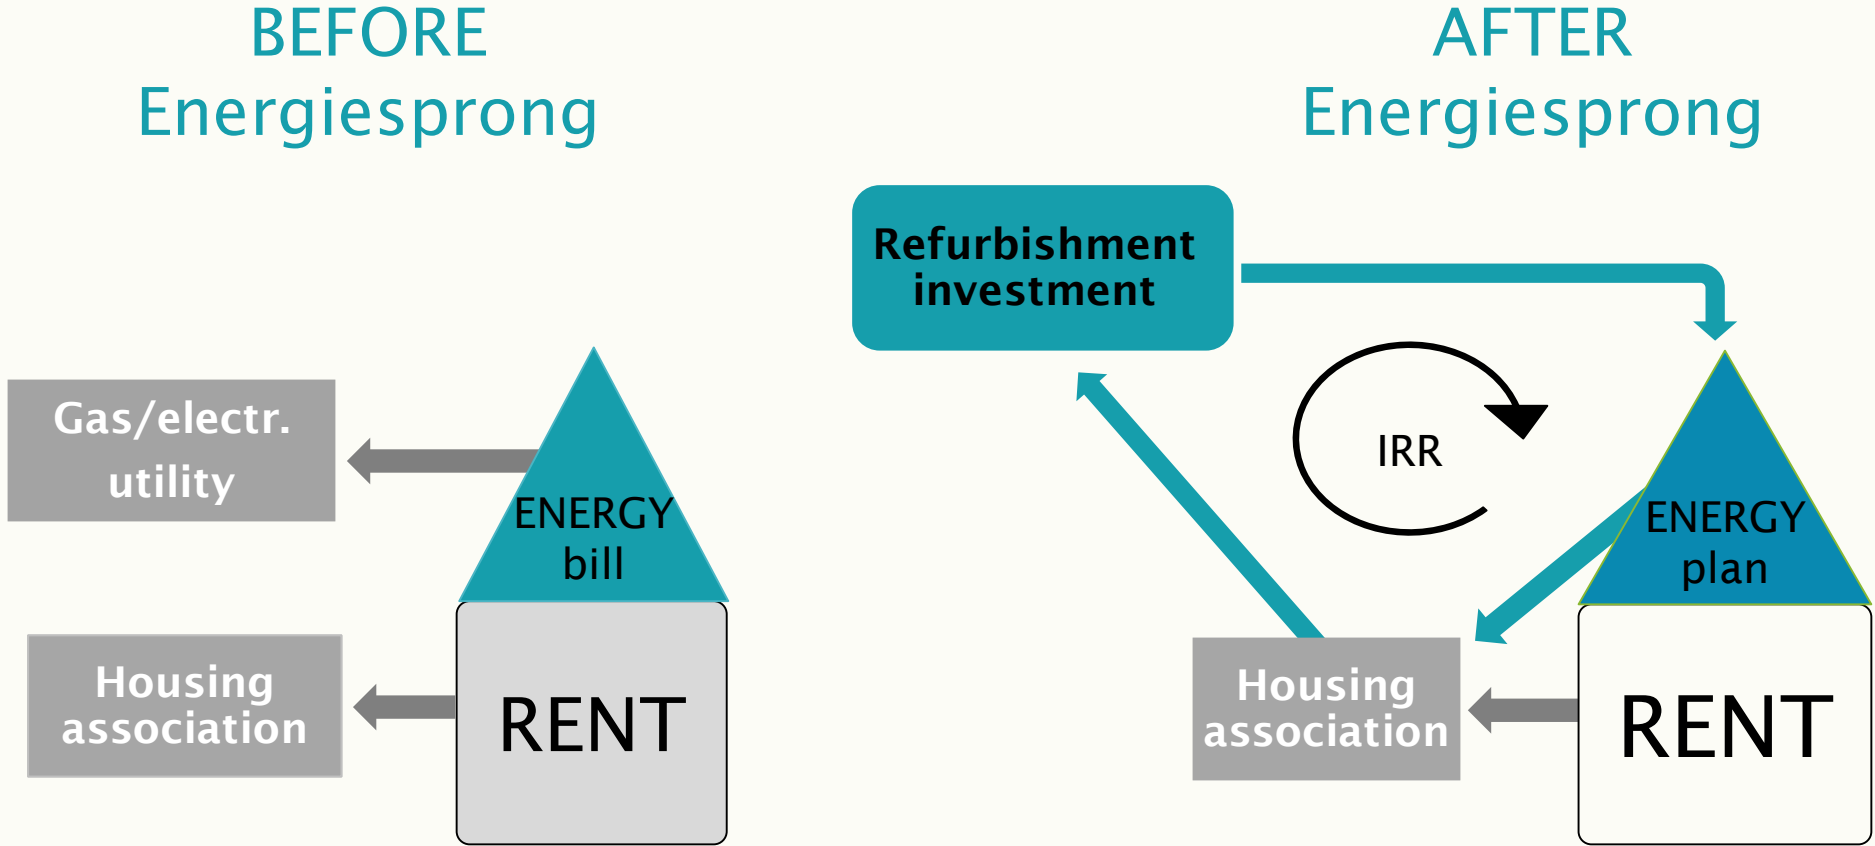 BEFORE
Energiesprong
Gas/electr.
utility
ENERGY
bill
Housing
association
RENT
AFTER
Energiesprong
Refurbishment
investment
IRR
ENERGY
plan
Housing
association
RENT